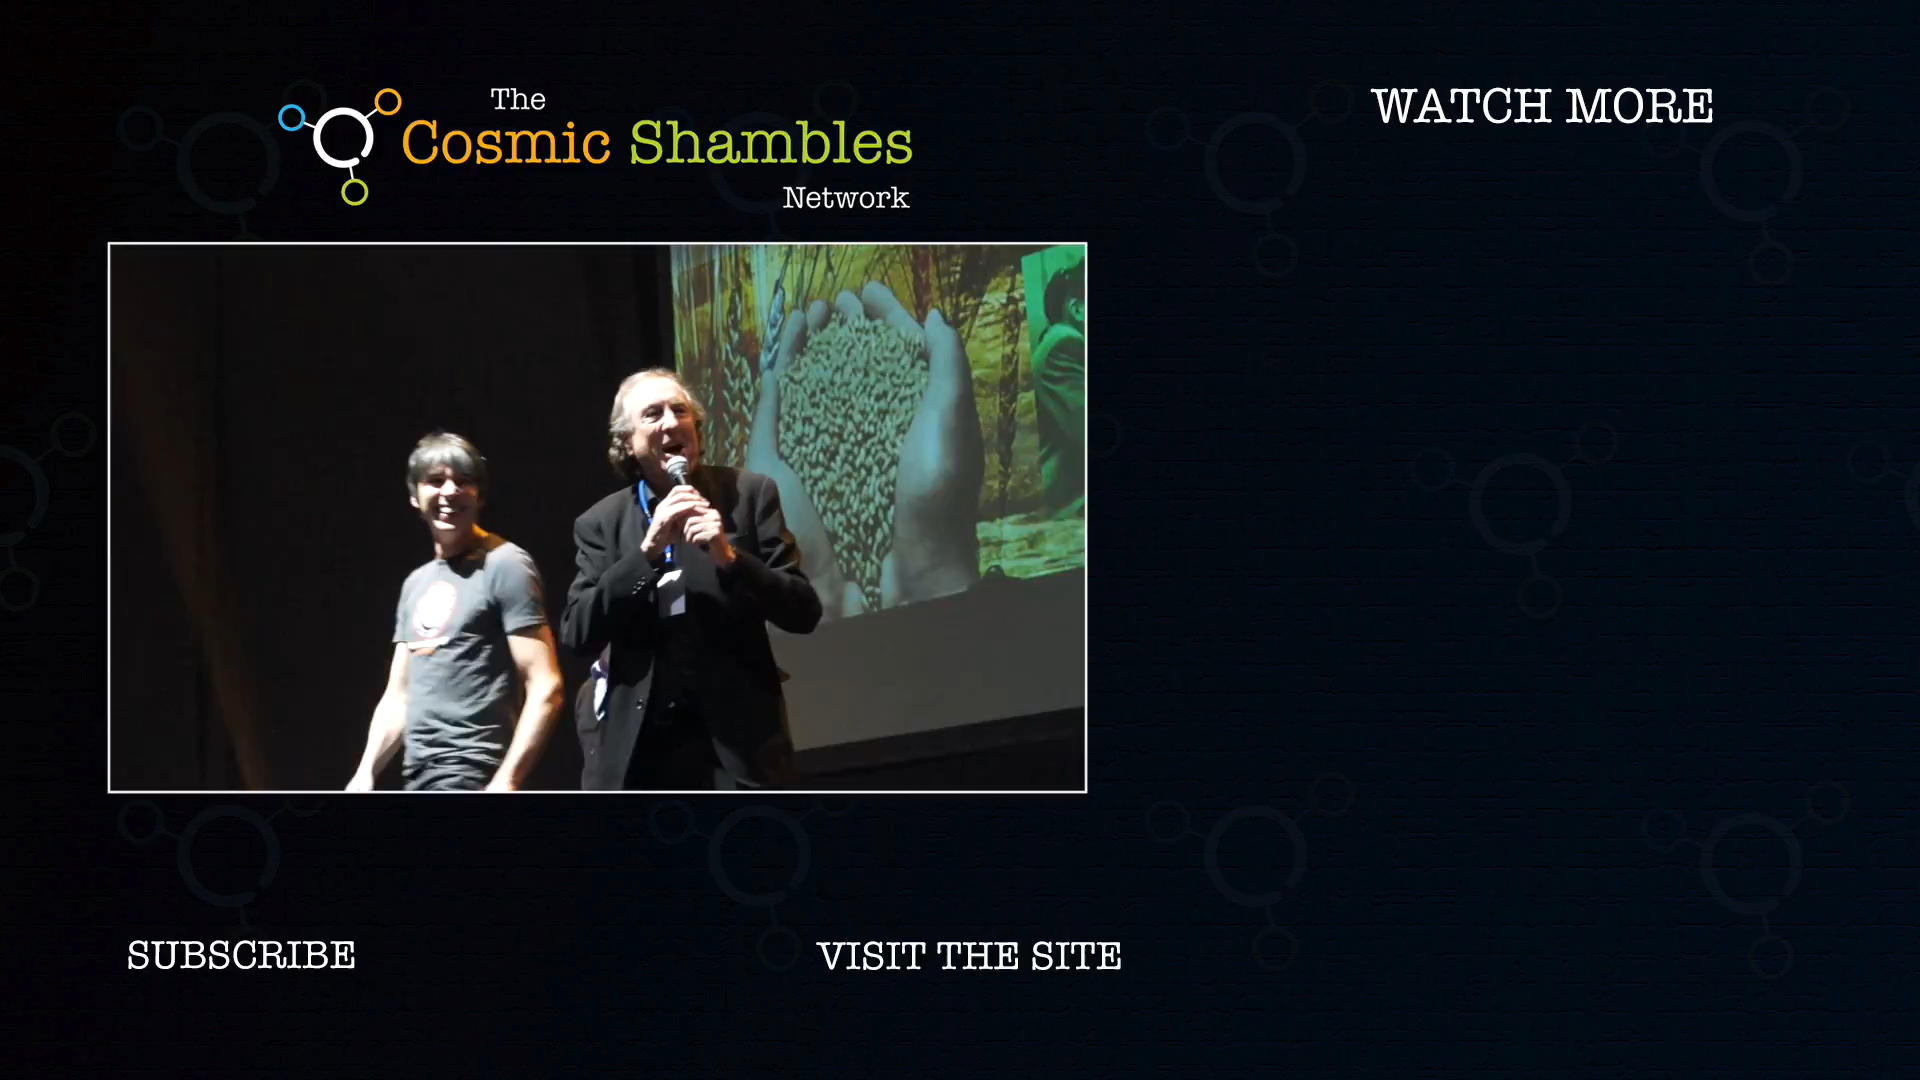 The
Cosmic Shambles
Network
WATCH MORE
SUBSCRIBE
VISIT THE SITE